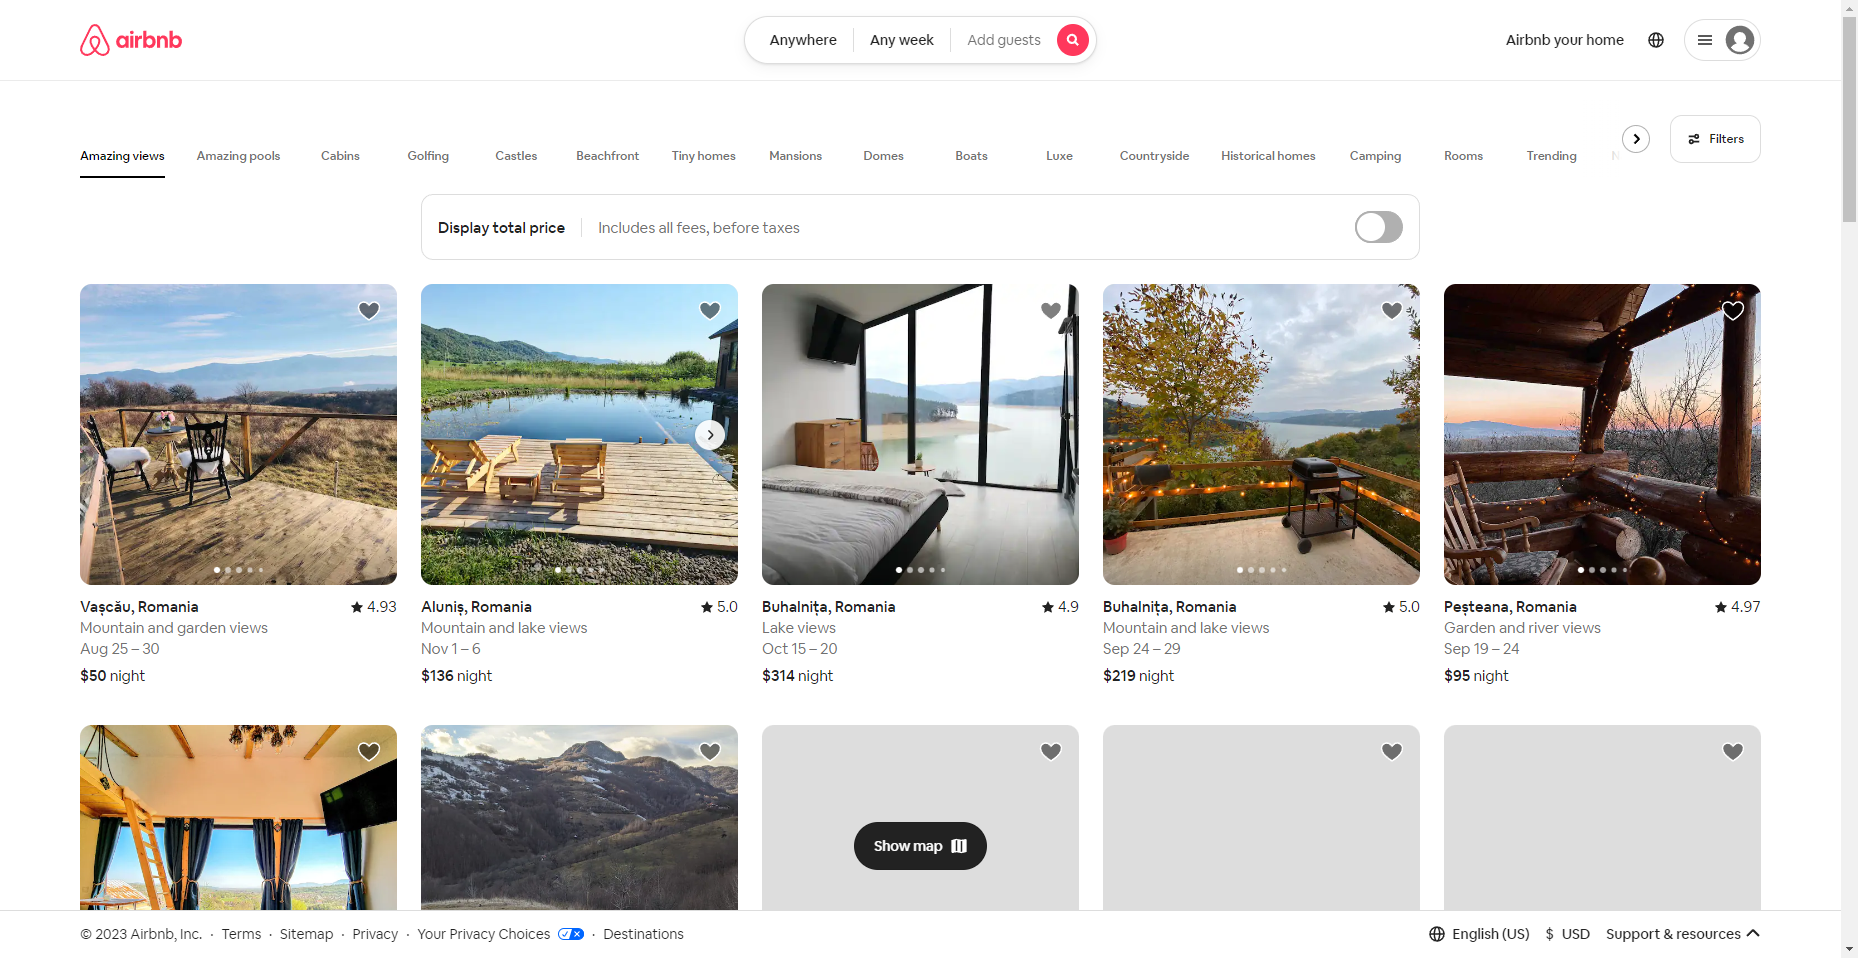 airbnb
Anywhere
Any week
Add guests
Airbnb your home
Amazing views
Amazing pools
Cabins
Golfing
Castles
Beachfront
Tiny homes
Mansions
Domes
Boats
Luxe
Countryside
Historical homes
Camping
Rooms
Trending
Filters
Display total price
Includes all fees, before taxes
Vașcău, Romania
4.93
Mountain and garden views
Aug 25 – 30
$50 night
Aluniș, Romania
5.0
Mountain and lake views
Nov 1 – 6
$136 night
Buhalnița, Romania
4.9
Lake views
Oct 15 – 20
$314 night
Buhalnița, Romania
5.0
Mountain and lake views
Sep 24 – 29
$219 night
Peșteana, Romania
4.97
Garden and river views
Sep 19 – 24
$95 night
Show map
© 2023 Airbnb, Inc. · Terms · Sitemap · Privacy · Your Privacy Choices · Destinations
English (US)
$ USD
Support & resources